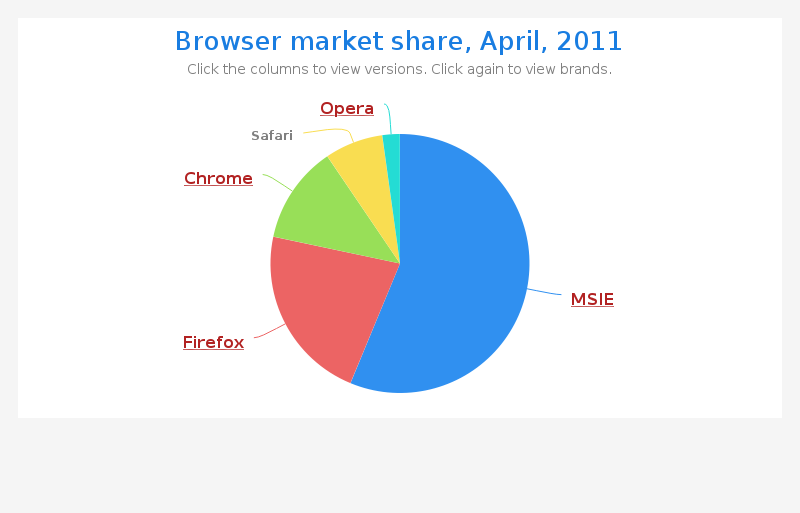 Browser market share, April, 2011
Click the columns to view versions. Click again to view brands.
Opera
Safari
Chrome
MSIE
Firefox